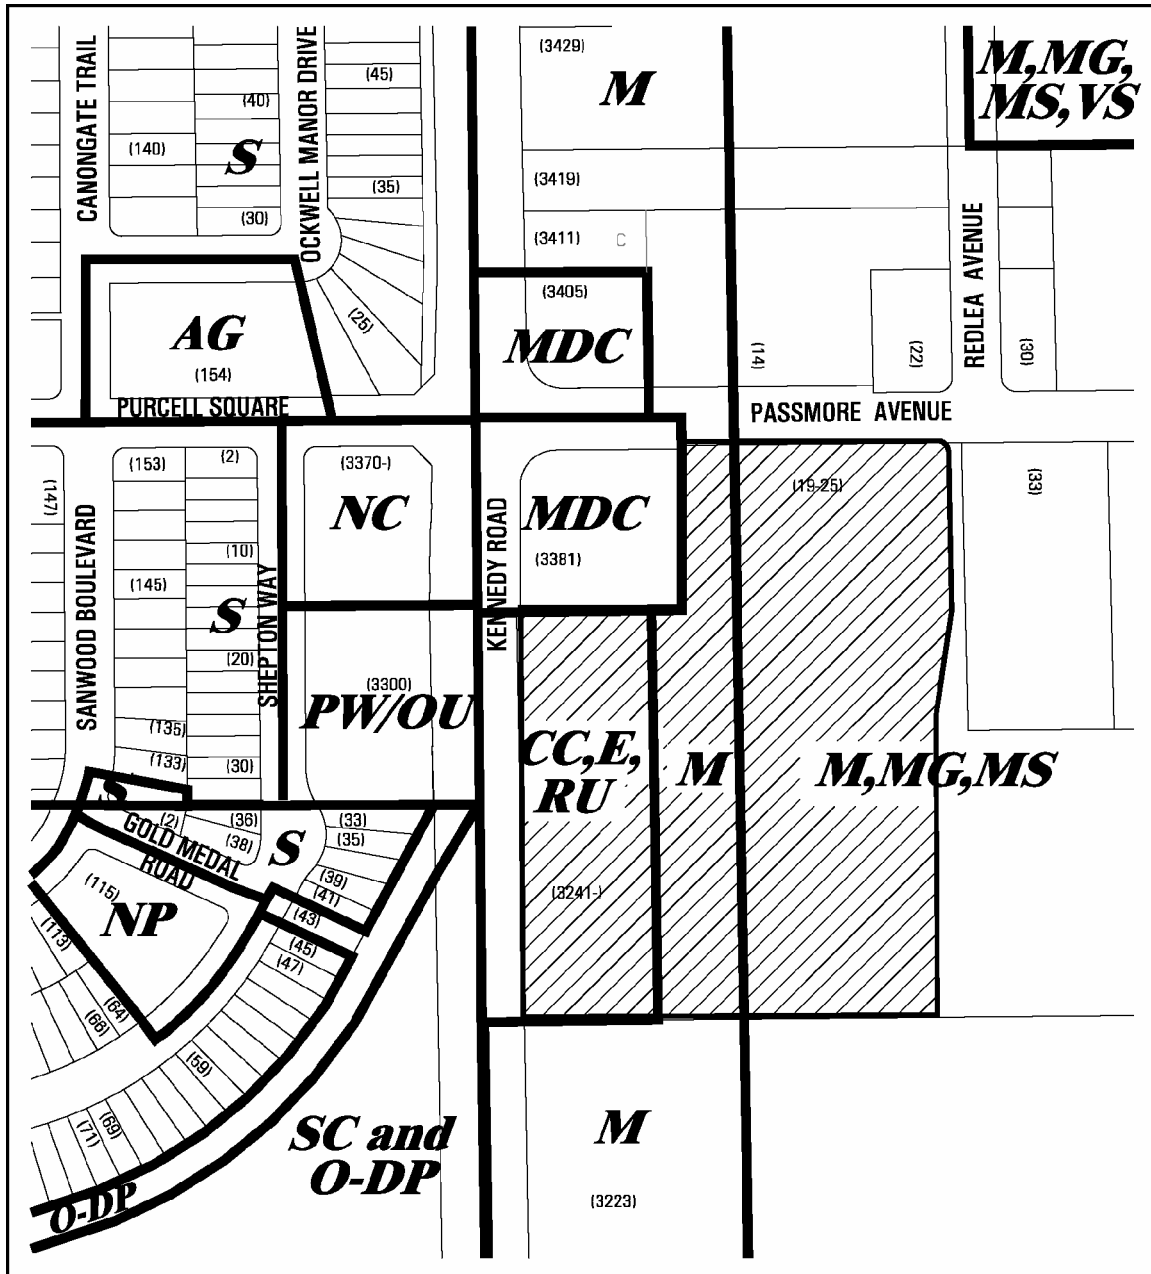 CANONGATE TRAIL
(140)
(40)
S
(30)
OCKWELL MANOR DRIVE
(45)
(35)
(25)
(3429)
M
(3419)
(3411)
C
M,MG,
MS,VS
REDLEA AVENUE
AG
(154)
PURCELL SQUARE
(3405)
MDC
(14)
(22)
(30)
PASSMORE AVENUE
(147)
SANWOOD BOULEVARD
(153)
(145)
(135)
(133)
(2)
(10)
S
(20)
(30)
SHEPTON WAY
(3370-)
NC
KENNEDY ROAD
MDC
(3381)
(19-25)
(33)
(3300)
PW/OU
CC,E,
RU
(3241-)
M
M,MG,MS
S
(2)
GOLD MEDAL
ROAD
(36)
(38)
S
(33)
(35)
(39)
(41)
(43)
(45)
(47)
(115)
NP
(113)
(64)
(68)
(59)
(69)
(71)
O-DP
SC and
O-DP
M
(3223)